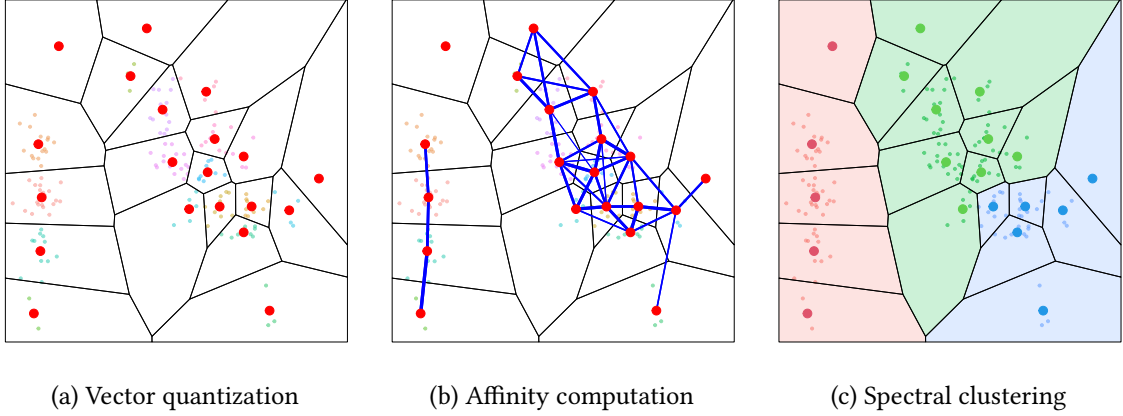 (a) Vector quantization
(b) Affinity computation
(c) Spectral clustering